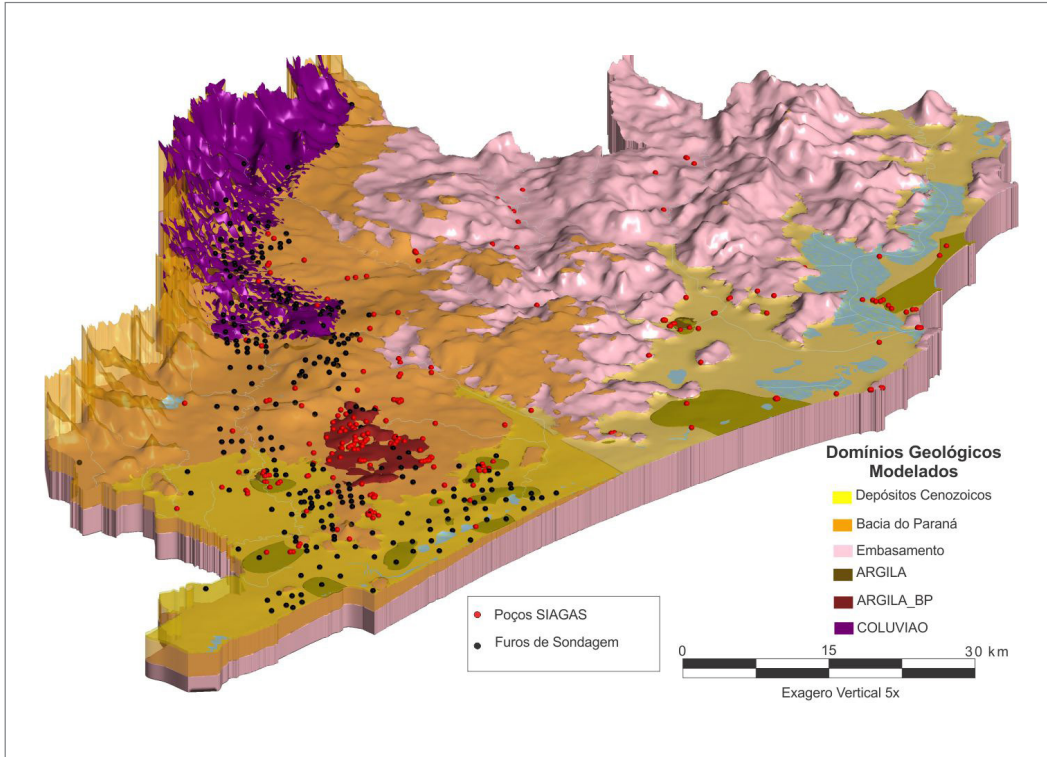 Domínios Geológicos
Modelados
Depósitos Cenozoicos
Bacia do Paraná
Embasamento
ARGILA
ARGILA_BP
COLUVIAO
Poços SIAGAS
Furos de Sondagem
0 15 30 km
Exagero Vertical 5x